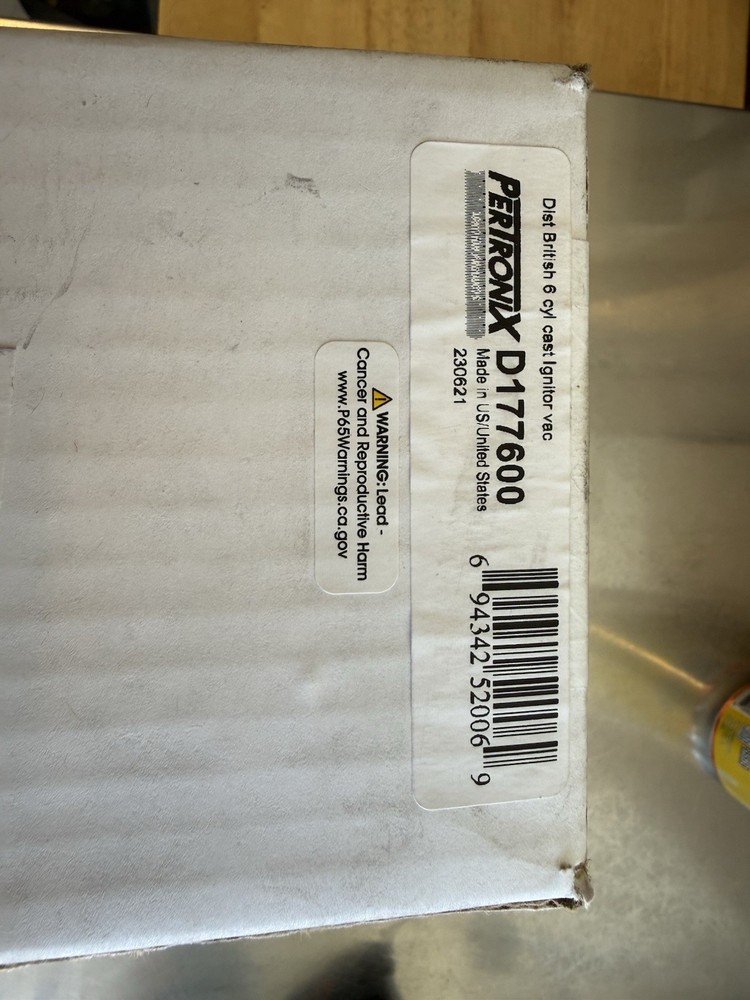 Dist British 6 cyl cast Ignitor vac
PERTRONIX D177600
Made in US/United States
230621
6 94342 52006 9
WARNING: Lead -
Cancer and Reproductive Harm
www.P65Warnings.ca.gov